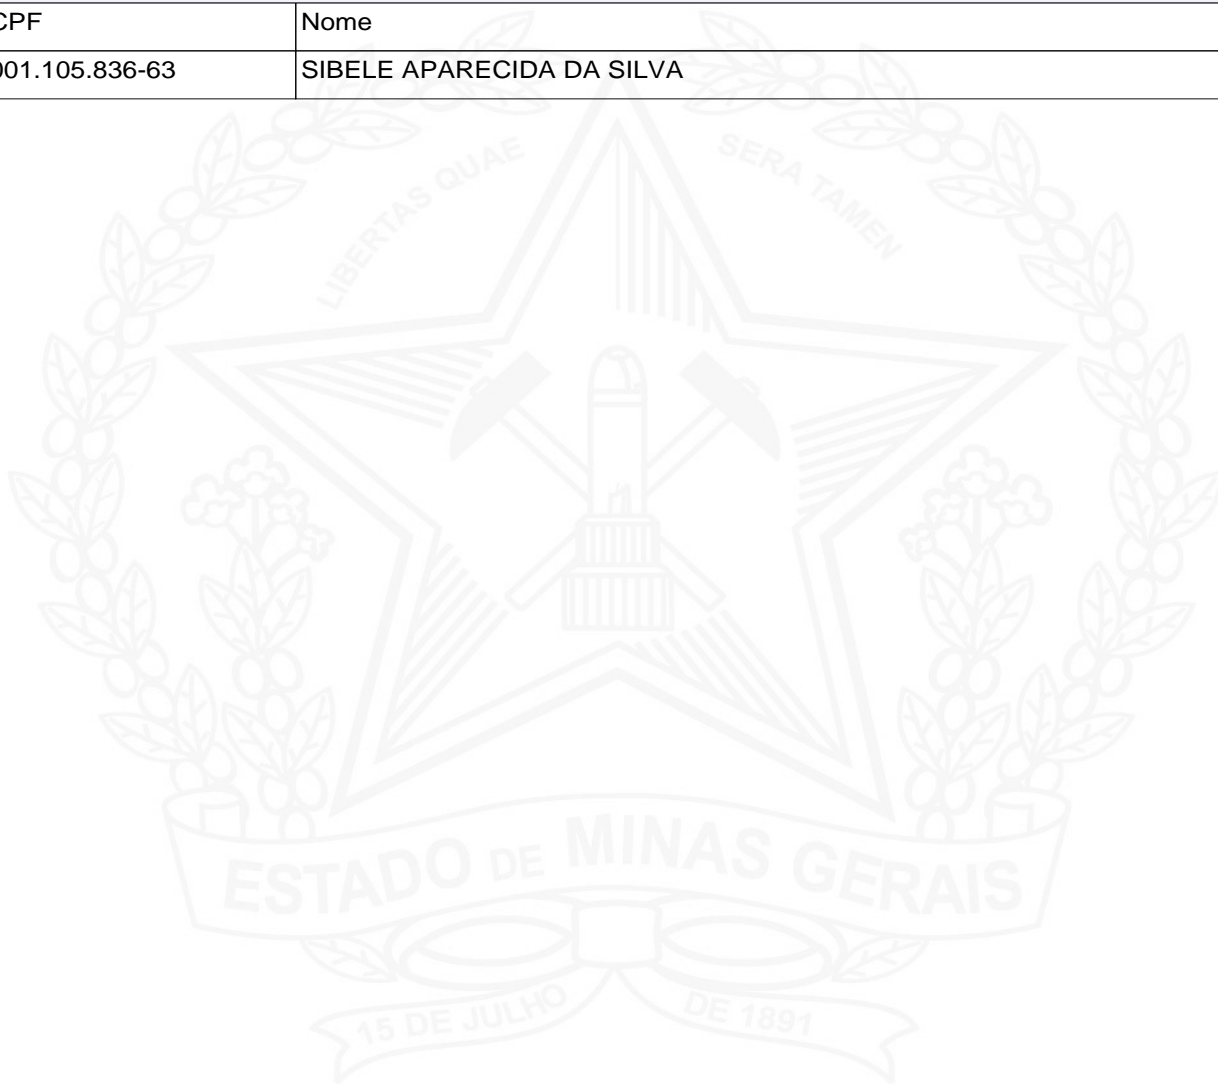 CPF Nome
001.105.836-63 SIBELE APARECIDA DA SILVA
LIBERTAS QUAE SERA TAMEN
ESTADO DE MINAS GERAIS
15 DE JULHO DE 1891